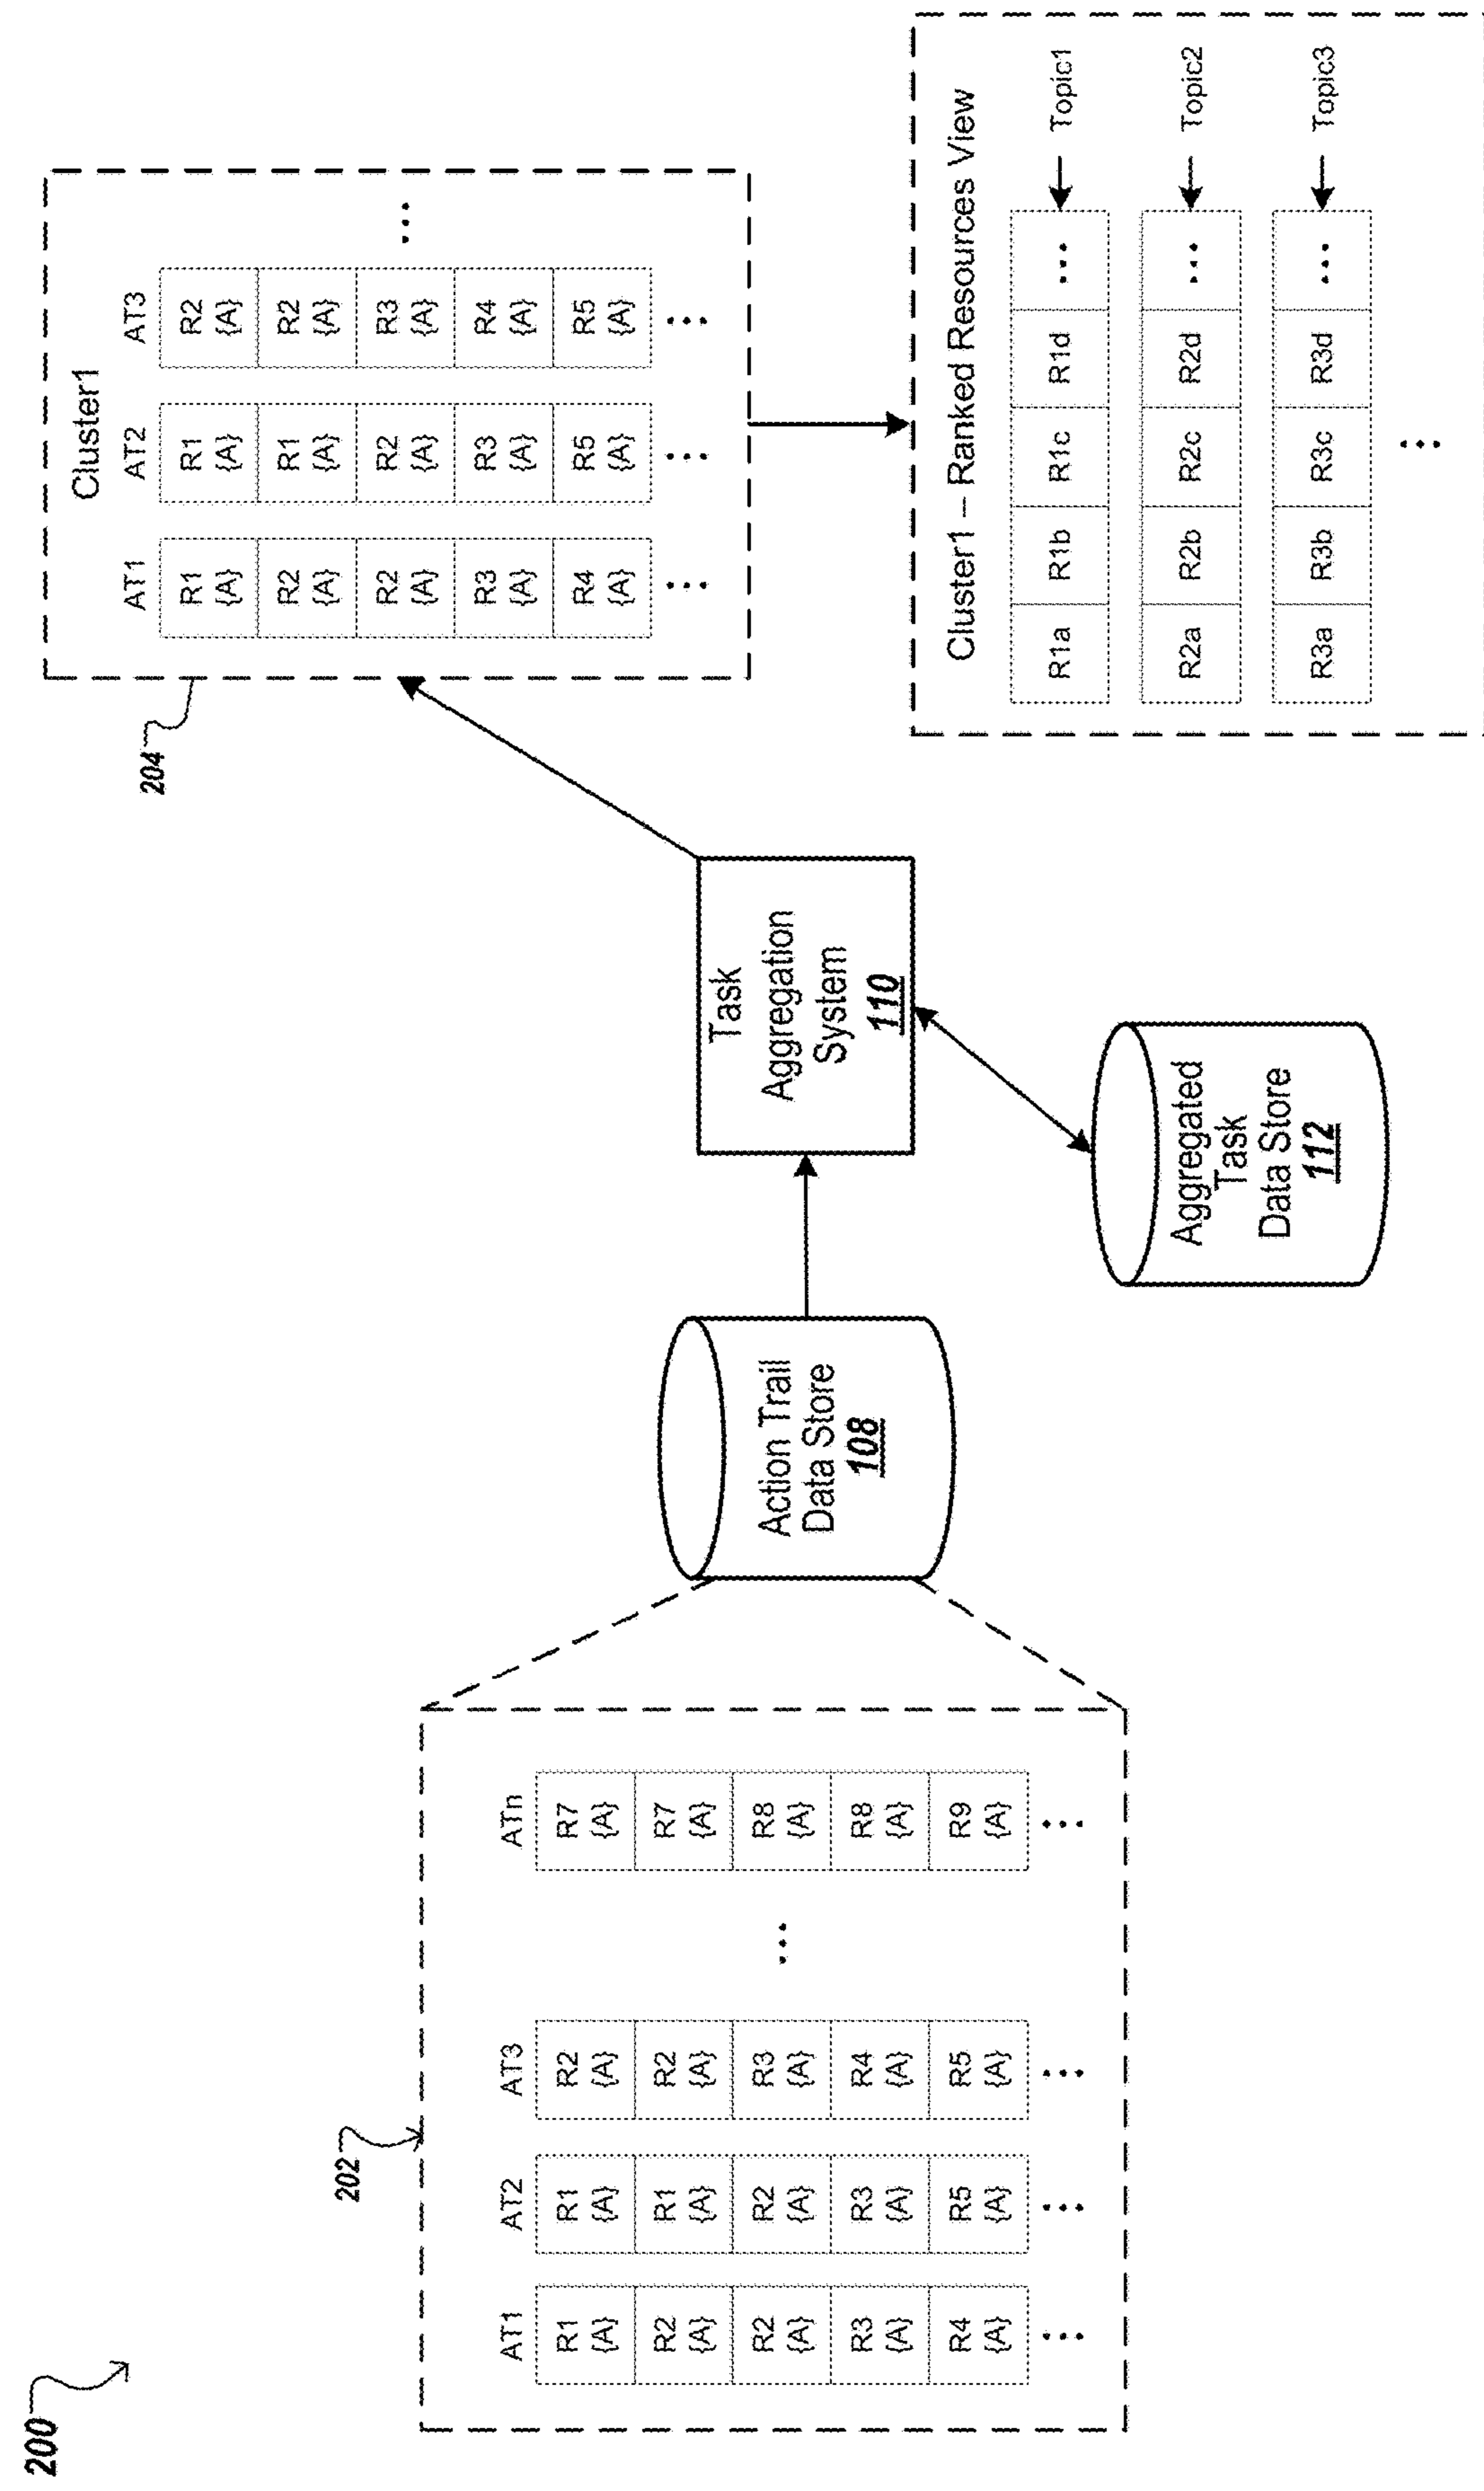 200
202
AT1
AT2
AT3
...
ATn
R1 {A}
R2 {A}
R2 {A}
R3 {A}
R4 {A}
⋮
R1 {A}
R1 {A}
R2 {A}
R3 {A}
R5 {A}
⋮
R2 {A}
R2 {A}
R3 {A}
R4 {A}
R5 {A}
⋮
R7 {A}
R7 {A}
R8 {A}
R8 {A}
R9 {A}
⋮
Action Trail
Data Store
108
Task
Aggregation
System
110
Aggregated
Task
Data Store
112
204
Cluster1
AT1
AT2
AT3
...
R1 {A}
R2 {A}
R2 {A}
R3 {A}
R4 {A}
⋮
R1 {A}
R1 {A}
R2 {A}
R3 {A}
R5 {A}
⋮
R2 {A}
R2 {A}
R3 {A}
R4 {A}
R5 {A}
⋮
Cluster1 – Ranked Resources View
R1a R1b R1c R1d ... Topic1
R2a R2b R2c R2d ... Topic2
R3a R3b R3c R3d ... Topic3
⋮